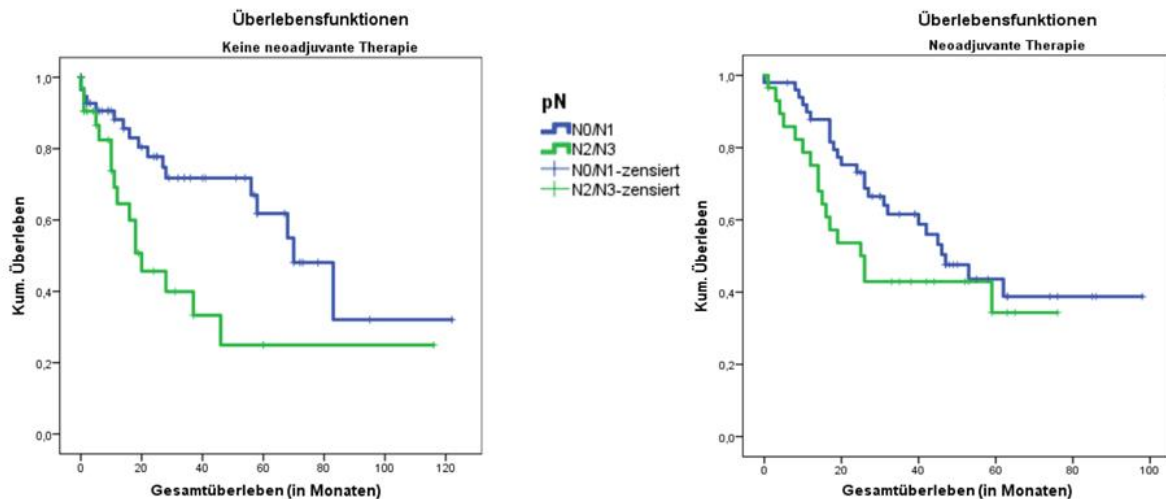 Überlebensfunktionen
Keine neoadjuvante Therapie
1,0
0,8
0,6
0,4
0,2
0,0
Kum. Überleben
0 20 40 60 80 100 120
Gesamtüberleben (in Monaten)
pN
N0/N1
N2/N3
N0/N1-zensiert
N2/N3-zensiert
Überlebensfunktionen
Neoadjuvante Therapie
1,0
0,8
0,6
0,4
0,2
0,0
Kum. Überleben
0 20 40 60 80 100
Gesamtüberleben (in Monaten)